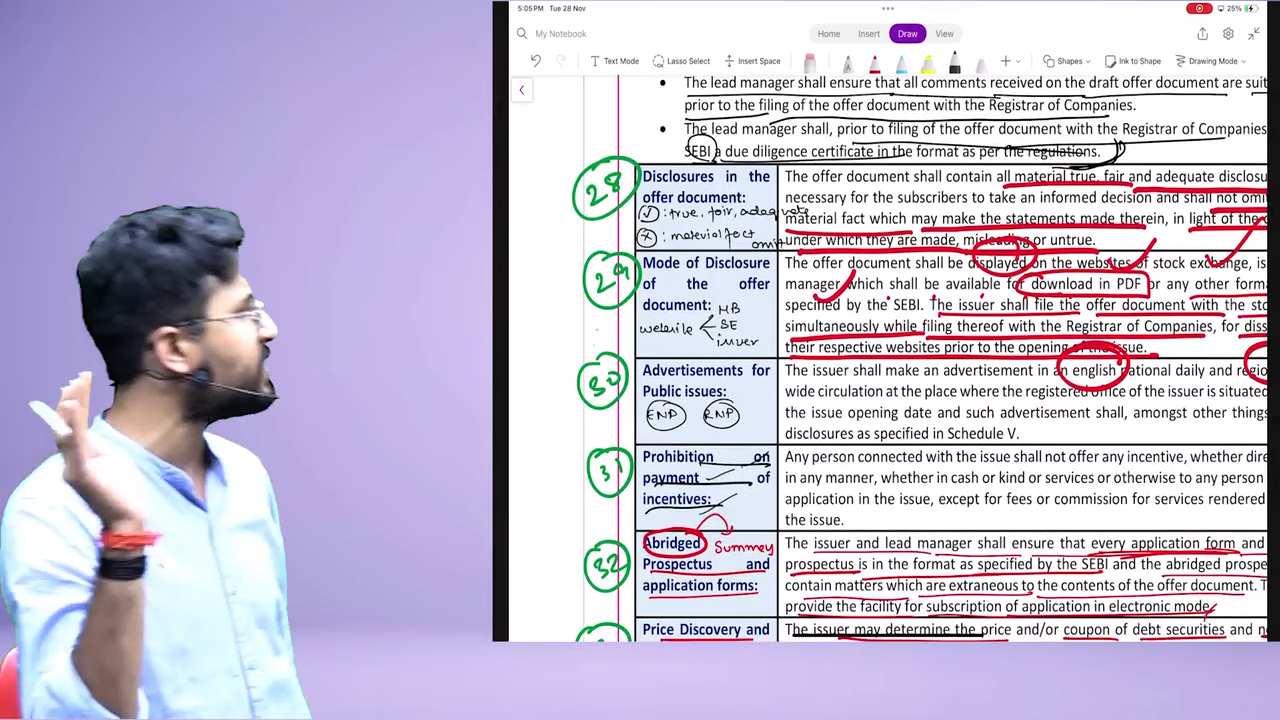 5:05 PM Tue 28 Nov
25%
My Notebook
Home Insert Draw View
Text Mode Lasso Select Insert Space Shapes Ink to Shape Drawing Mode
The lead manager shall ensure that all comments received on the draft offer document are suit
prior to the filing of the offer document with the Registrar of Companies.
The lead manager shall, prior to filing of the offer document with the Registrar of Companies
SEBI a due diligence certificate in the format as per the regulations.
28
Disclosures in the
offer document:
: true, fair, adequate
: material fact
omit
The offer document shall contain all material true, fair and adequate disclosu
necessary for the subscribers to take an informed decision and shall not omi
material fact which may make the statements made therein, in light of the c
under which they are made, misleading or untrue.
29
Mode of Disclosure
of the offer
document:
website
MB
SE
issuer
The offer document shall be displayed on the websites of stock exchange, is
manager which shall be available for download in PDF or any other form
specified by the SEBI. The issuer shall file the offer document with the sto
simultaneously while filing thereof with the Registrar of Companies, for diss
their respective websites prior to the opening of the issue.
30
Advertisements for
Public issues:
ENP RNP
The issuer shall make an advertisement in an english national daily and regio
wide circulation at the place where the registered office of the issuer is situated
the issue opening date and such advertisement shall, amongst other things
disclosures as specified in Schedule V.
31
Prohibition on
payment of
incentives:
Any person connected with the issue shall not offer any incentive, whether dire
in any manner, whether in cash or kind or services or otherwise to any person
application in the issue, except for fees or commission for services rendered
the issue.
32
Abridged
Summery
Prospectus and
application forms:
The issuer and lead manager shall ensure that every application form and
prospectus is in the format as specified by the SEBI and the abridged prospe
contain matters which are extraneous to the contents of the offer document. T
provide the facility for subscription of application in electronic mode.
Price Discovery and
The issuer may determine the price and/or coupon of debt securities and n